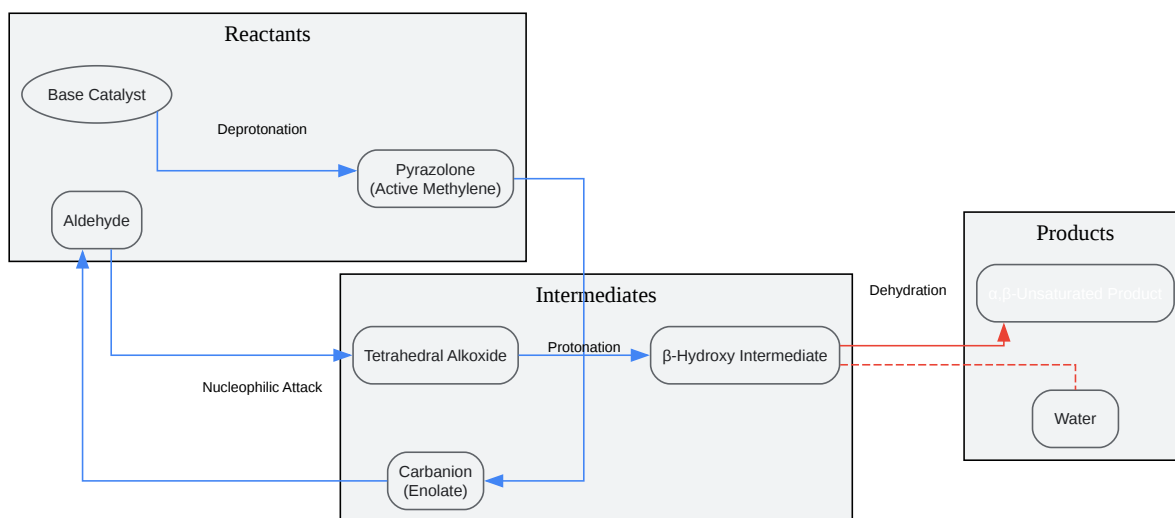 Reactants
Base Catalyst
Deprotonation
Pyrazolone
(Active Methylene)
Aldehyde
Products
α,β-Unsaturated Product
Dehydration
Intermediates
Tetrahedral Alkoxide
Protonation
β-Hydroxy Intermediate
Nucleophilic Attack
Water
Carbanion
(Enolate)